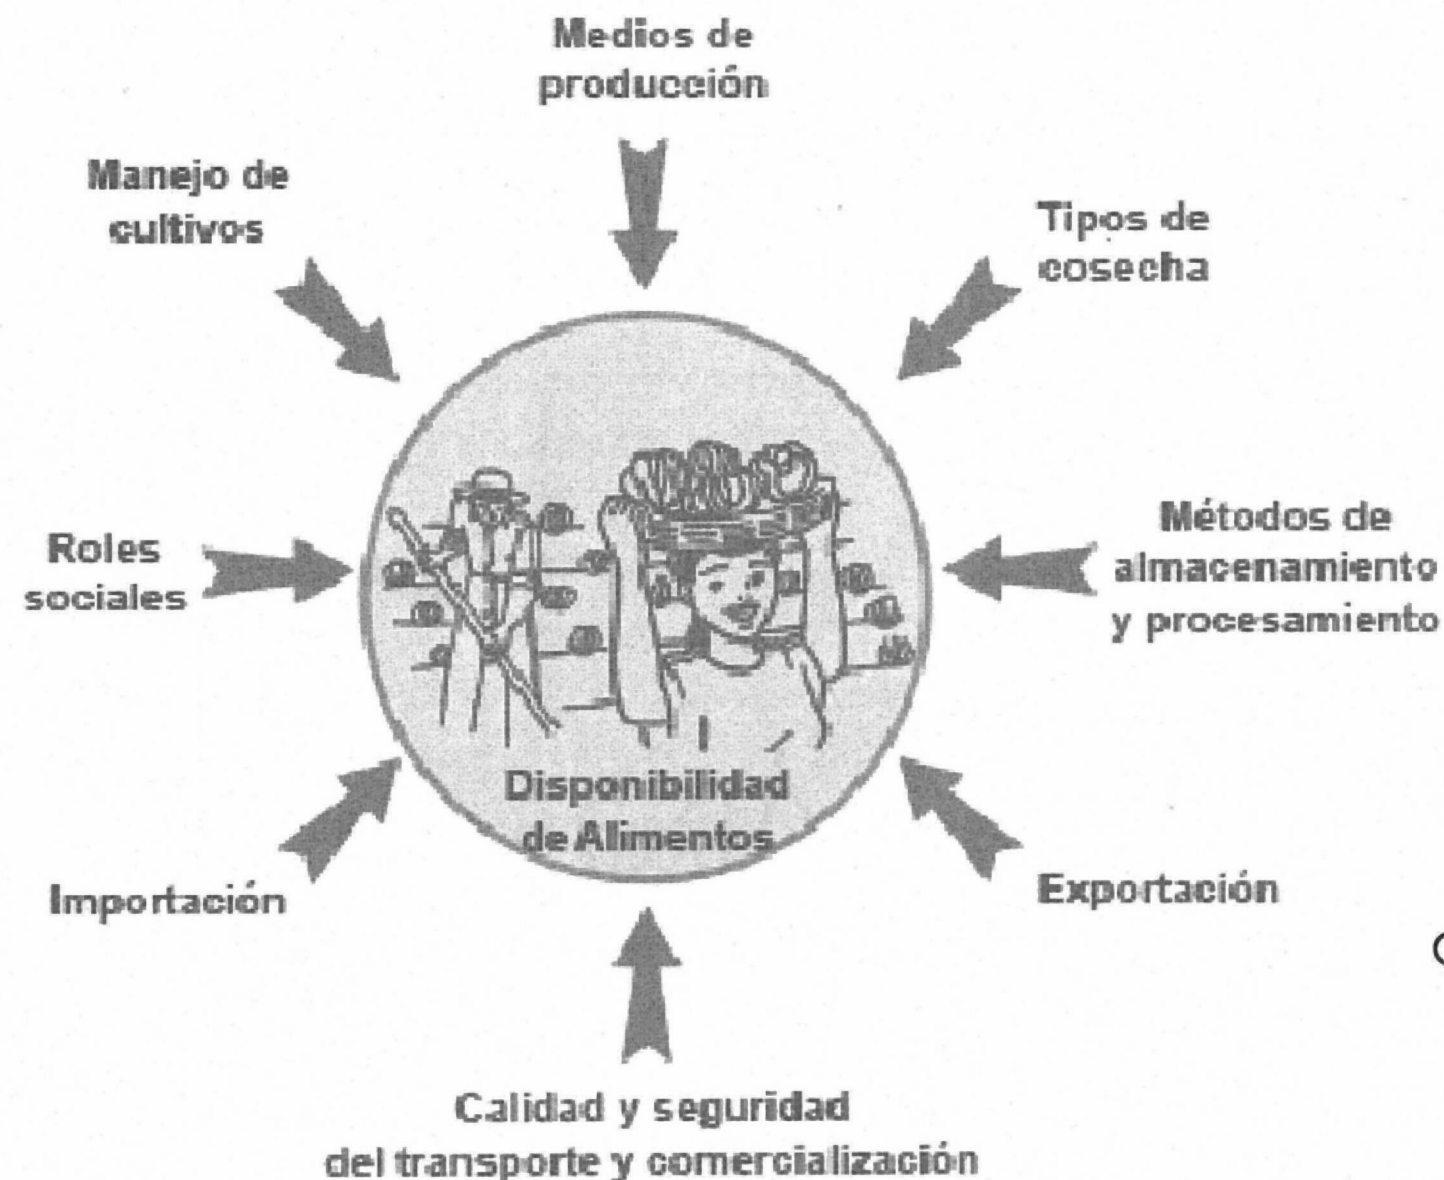 Medios de
producción
Manejo de
cultivos
Tipos de
cosecha
Roles
sociales
Métodos de
almacenamiento
y procesamiento
Disponibilidad
de Alimentos
Importación
Exportación
Calidad y seguridad
del transporte y comercialización